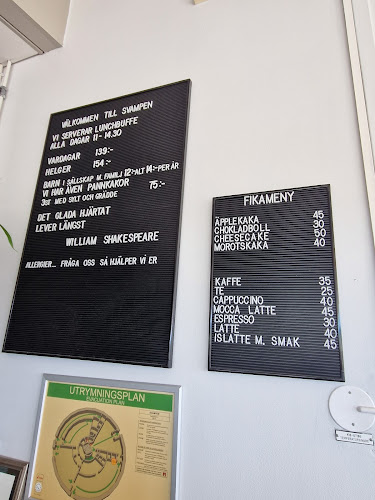 VÄLKOMMEN TILL SVAMPEN
VI SERVERAR LUNCHBUFFE
ALLA DAGAR 11-14.30
VARDAGAR 139:-
HELGER 154:-
BARN I SÄLLSKAP M. FAMILJ 12:- ALT 14:- PER ÅR
VI HAR ÄVEN PANNKAKOR 75:-
3ST MED SYLT OCH GRÄDDE
DET GLADA HJÄRTAT
LEVER LÄNGST
WILLIAM SHAKESPEARE
ALLERGIER... FRÅGA OSS SÅ HJÄLPER VI ER
FIKAMENY
ÄPPLEKAKA 45
CHOKLADBOLL 30
CHEESECAKE 50
MOROTSKAKA 40
KAFFE 35
TE 25
CAPPUCCINO 40
MOCCA LATTE 45
ESPRESSO 30
LATTE 40
ISLATTE M. SMAK 45
UTRYMNINGSPLAN
EVACUATION PLAN